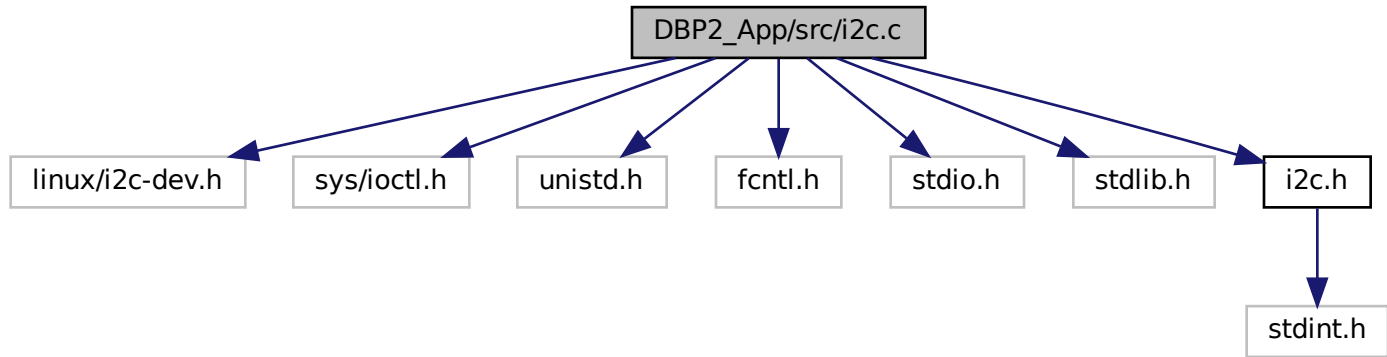 DBP2_App/src/i2c.c
linux/i2c-dev.h
sys/ioctl.h
unistd.h
fcntl.h
stdio.h
stdlib.h
i2c.h
stdint.h